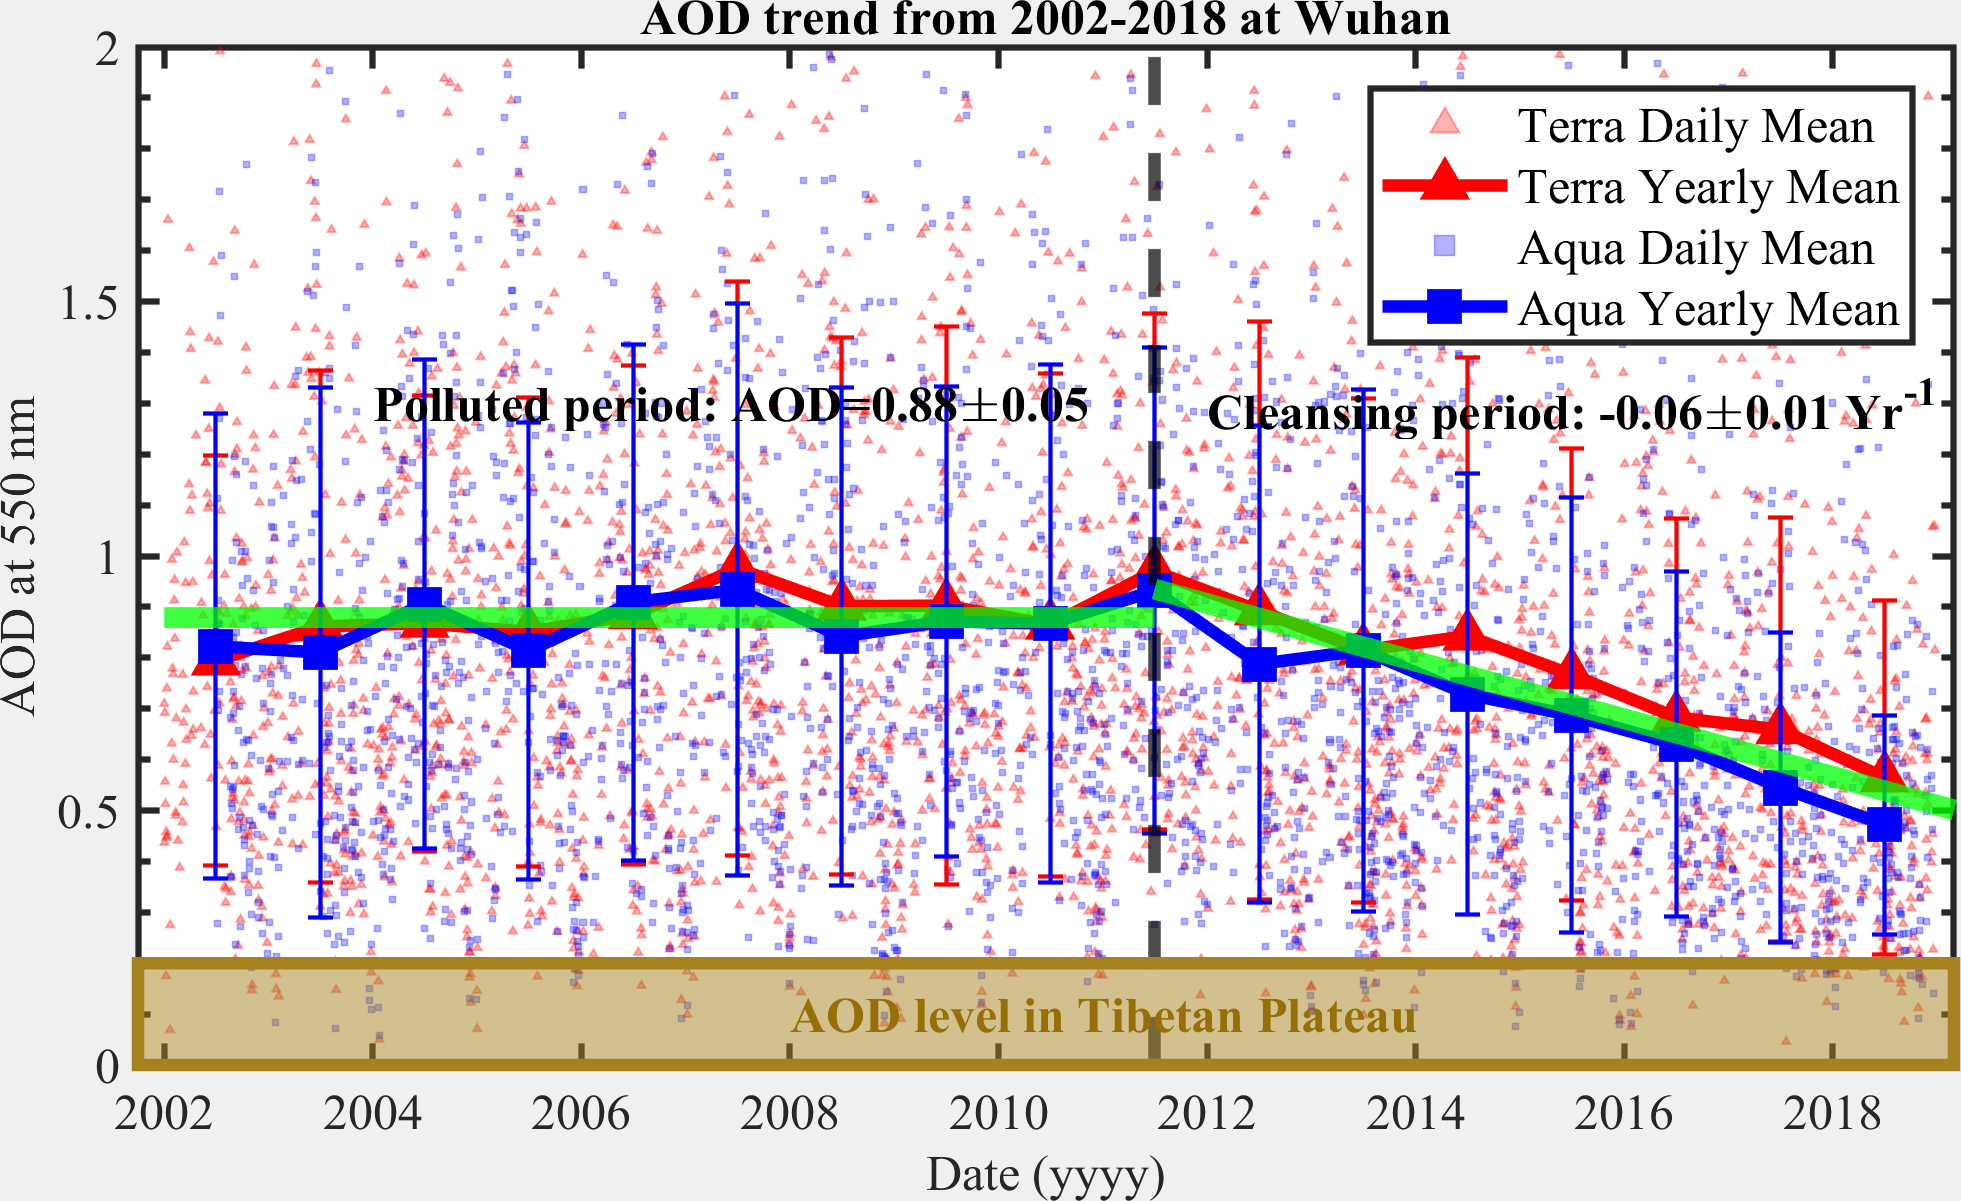 AOD trend from 2002-2018 at Wuhan
2
1.5
1
0.5
0
AOD at 550 nm
Terra Daily Mean
Terra Yearly Mean
Aqua Daily Mean
Aqua Yearly Mean
Polluted period: AOD=0.88±0.05
Cleansing period: -0.06±0.01 Yr⁻¹
AOD level in Tibetan Plateau
2002 2004 2006 2008 2010 2012 2014 2016 2018
Date (yyyy)